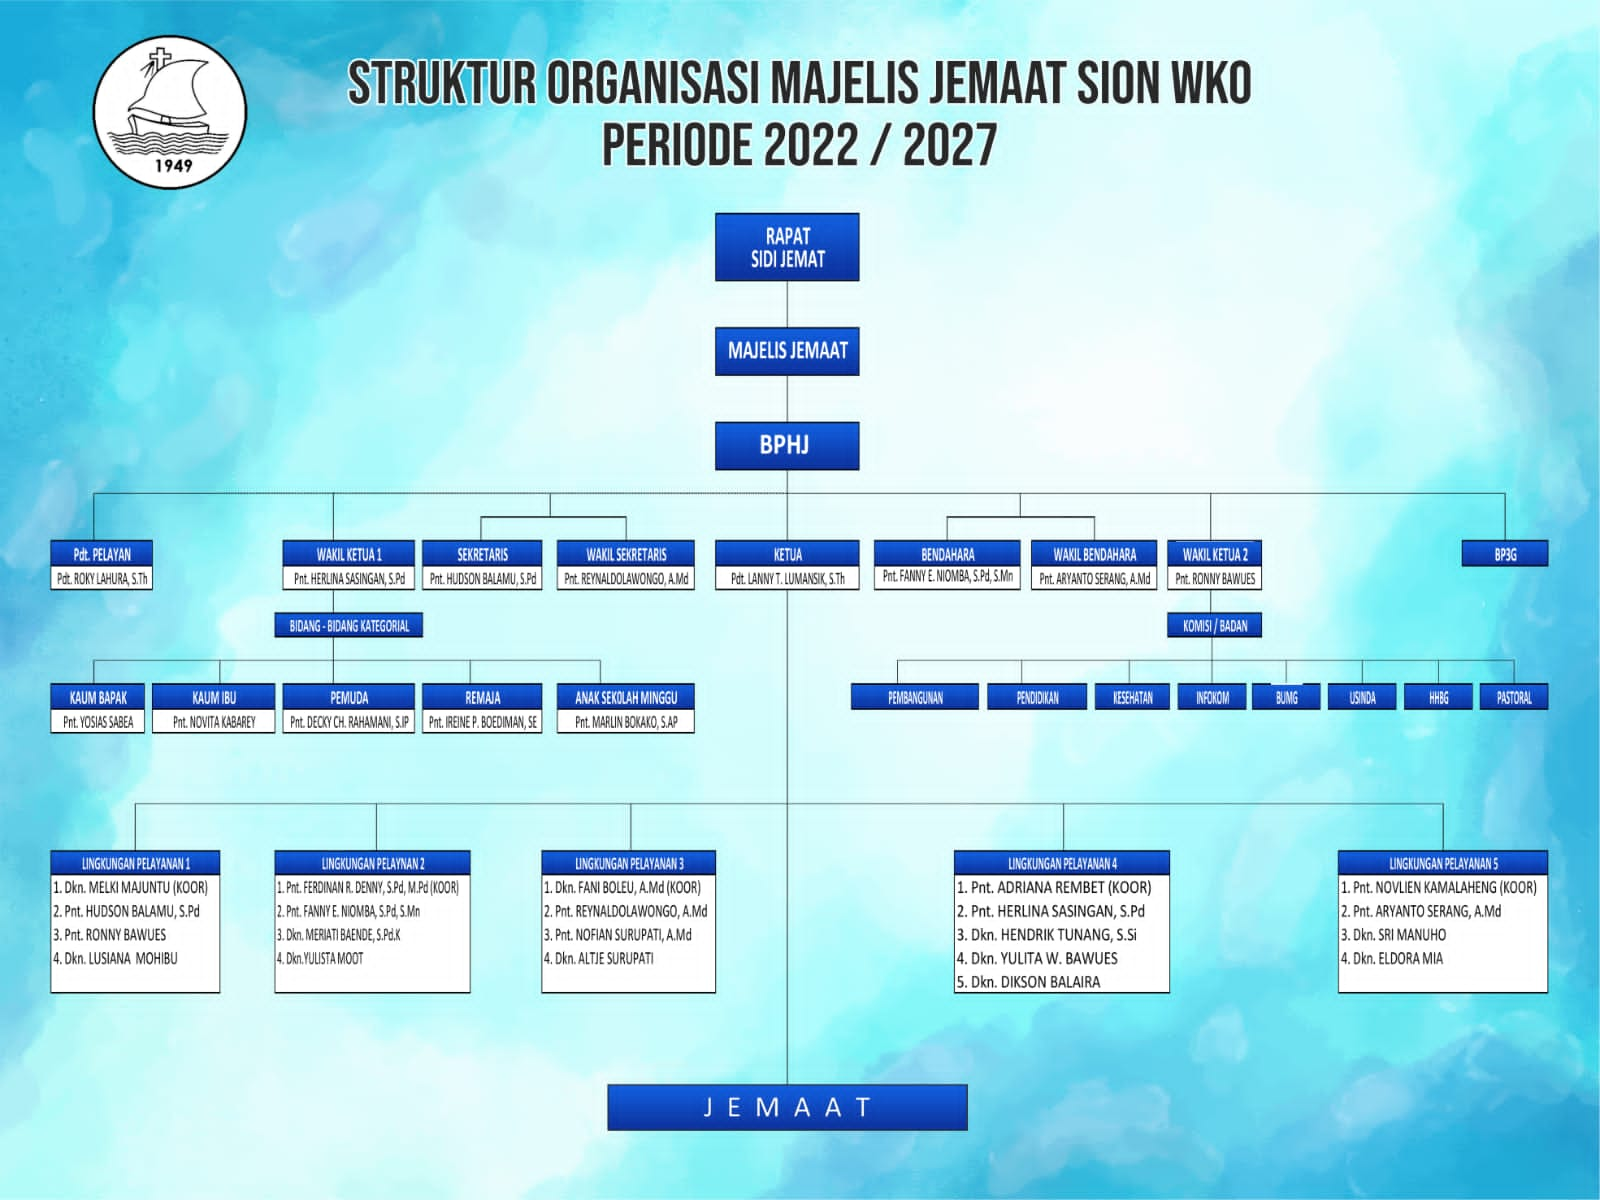 1949
STRUKTUR ORGANISASI MAJELIS JEMAAT SION WKO
PERIODE 2022 / 2027
RAPAT
SIDI JEMAT
MAJELIS JEMAAT
BPHJ
Pdt. PELAYAN
Pdt. ROKY LAHURA, S.Th
WAKIL KETUA 1
Pnt. HERLINA SASINGAN, S.Pd
SEKRETARIS
Pnt. HUDSON BALAMU, S.Pd
WAKIL SEKRETARIS
Pnt. REYNALDOLAWONGO, A.Md
KETUA
Pdt. LANNY T. LUMANSIK, S.Th
BENDAHARA
Pnt. FANNY E. NIOMBA, S.Pd, S.Mn
WAKIL BENDAHARA
Pnt. ARYANTO SERANG, A.Md
WAKIL KETUA 2
Pnt. RONNY BAWUES
BP3G
BIDANG - BIDANG KATEGORIAL
KOMISI / BADAN
KAUM BAPAK
Pnt. YOSIAS SABEA
KAUM IBU
Pnt. NOVITA KABAREY
PEMUDA
Pnt. DECKY CH. RAHAMANI, S.IP
REMAJA
Pnt. IREINE P. BOEDIMAN, SE
ANAK SEKOLAH MINGGU
Pnt. MARLIN BOKAKO, S.AP
PEMBANGUNAN
PENDIDIKAN
KESEHATAN
INFOKOM
BUMG
USINDA
HHBG
PASTORAL
LINGKUNGAN PELAYANAN 1
1. Dkn. MELKI MAJUNTU (KOOR)
2. Pnt. HUDSON BALAMU, S.Pd
3. Pnt. RONNY BAWUES
4. Dkn. LUSIANA MOHIBU
LINGKUNGAN PELAYNAN 2
1. Pnt. FERDINAN R. DENNY, S.Pd, M.Pd (KOOR)
2. Pnt. FANNY E. NIOMBA, S.Pd, S.Mn
3. Dkn. MERIATI BAENDE, S.Pd.K
4. Dkn.YULISTA MOOT
LINGKUNGAN PELAYANAN 3
1. Dkn. FANI BOLEU, A.Md (KOOR)
2. Pnt. REYNALDOLAWONGO, A.Md
3. Pnt. NOFIAN SURUPATI, A.Md
4. Dkn. ALTJE SURUPATI
LINGKUNGAN PELAYANAN 4
1. Pnt. ADRIANA REMBET (KOOR)
2. Pnt. HERLINA SASINGAN, S.Pd
3. Dkn. HENDRIK TUNANG, S.Si
4. Dkn. YULITA W. BAWUES
5. Dkn. DIKSON BALAIRA
LINGKUNGAN PELAYANAN 5
1. Pnt. NOVLIEN KAMALAHENG (KOOR)
2. Pnt. ARYANTO SERANG, A.Md
3. Dkn. SRI MANUHO
4. Dkn. ELDORA MIA
JEMAAT